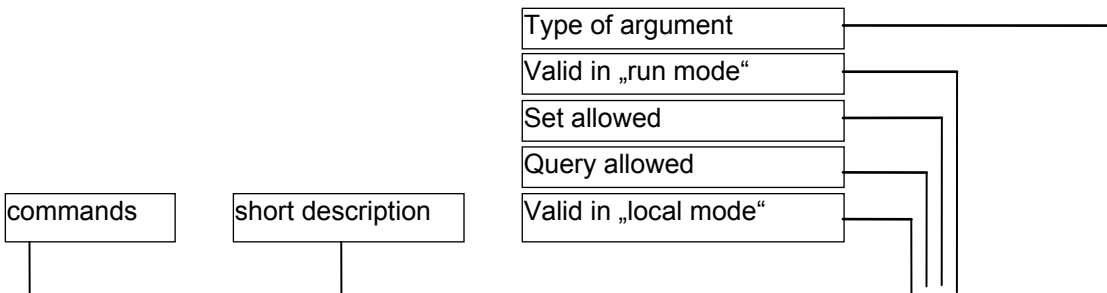 Type of argument
Valid in „run mode“
Set allowed
Query allowed
commands
short description
Valid in „local mode“